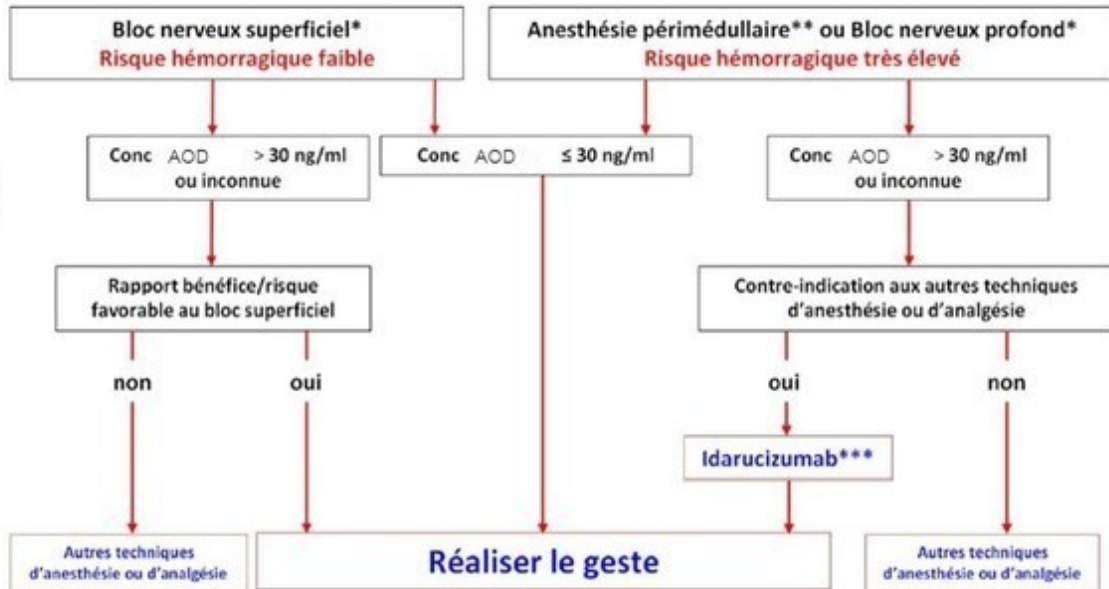 Bloc nerveux superficiel*
Risque hémorragique faible
Anesthésie périmédullaire** ou Bloc nerveux profond*
Risque hémorragique très élevé
Conc AOD > 30 ng/ml
ou inconnue
Conc AOD ≤ 30 ng/ml
Conc AOD > 30 ng/ml
ou inconnue
Rapport bénéfice/risque
favorable au bloc superficiel
Contre-indication aux autres techniques
d'anesthésie ou d'analgésie
non
oui
oui
non
Idarucizumab***
Autres techniques
d'anesthésie ou d'analgésie
Réaliser le geste
Autres techniques
d'anesthésie ou d'analgésie